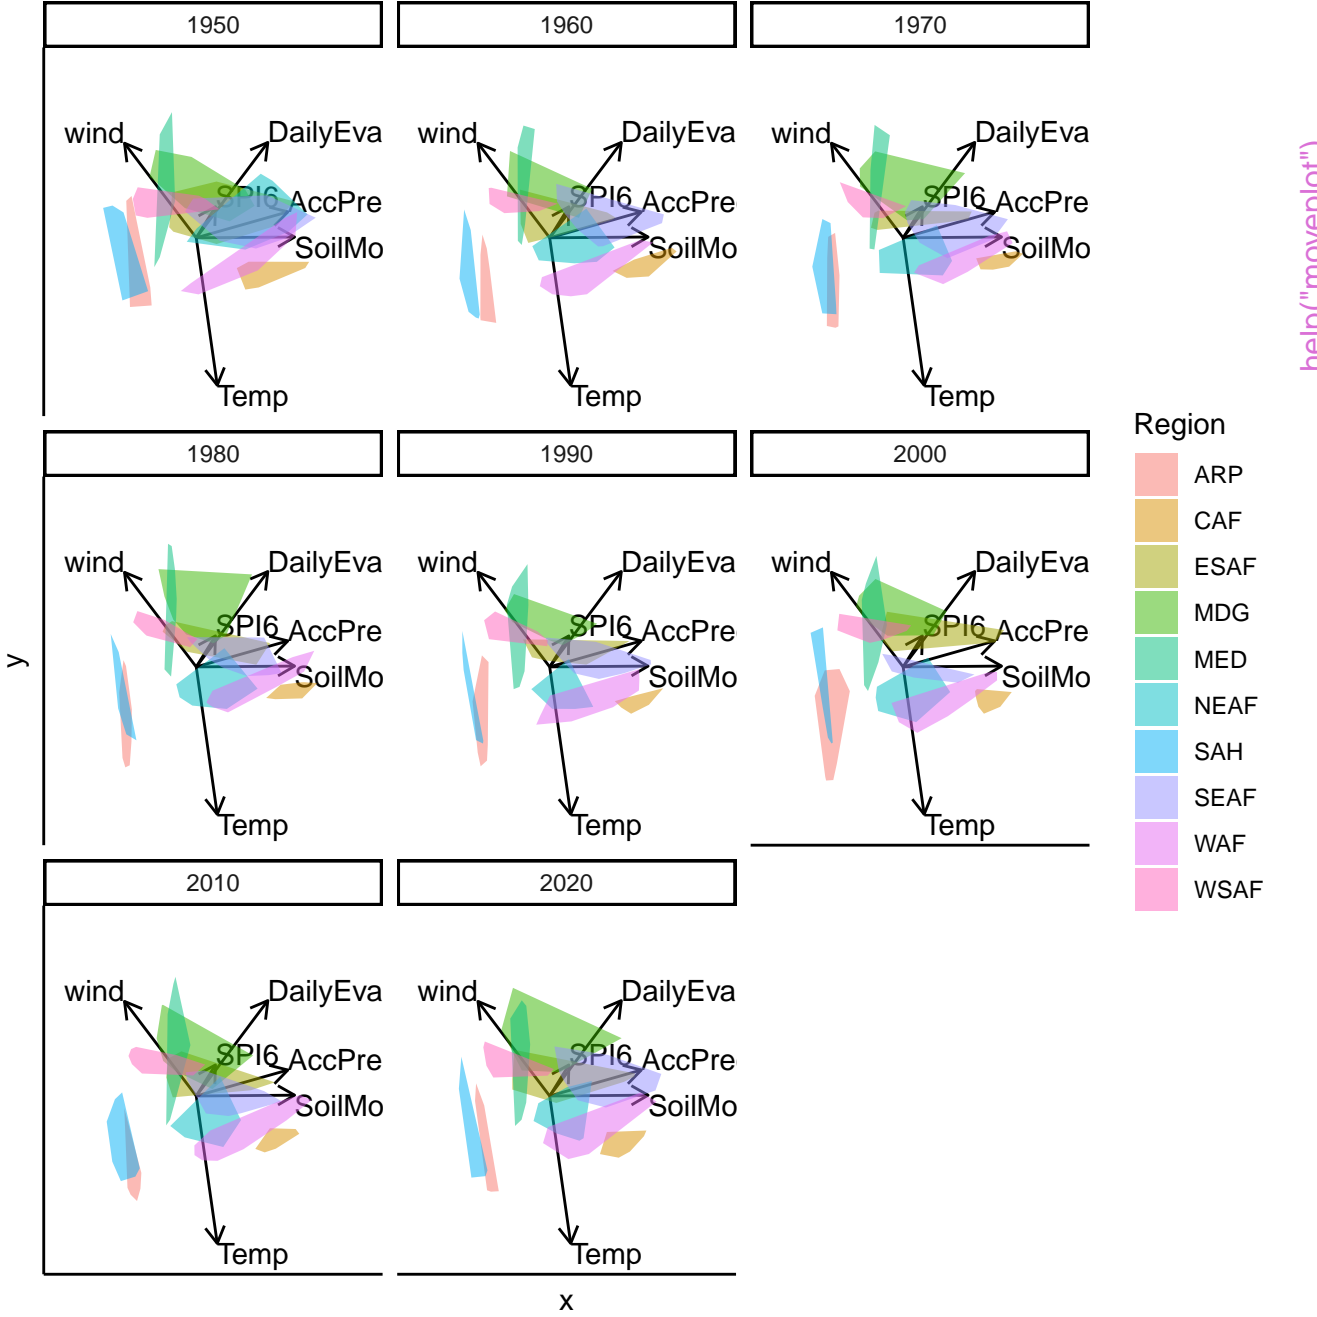 1950
1960
1970
wind
DailyEva
SPI6
AccPre
SoilMo
Temp
wind
DailyEva
SPI6
AccPre
SoilMo
Temp
wind
DailyEva
SPI6
AccPre
SoilMo
Temp
help("moveplot")
1980
1990
2000
wind
DailyEva
SPI6
AccPre
SoilMo
Temp
wind
DailyEva
SPI6
AccPre
SoilMo
Temp
wind
DailyEva
SPI6
AccPre
SoilMo
Temp
y
Region
ARP
CAF
ESAF
MDG
MED
NEAF
SAH
SEAF
WAF
WSAF
2010
2020
wind
DailyEva
SPI6
AccPre
SoilMo
Temp
wind
DailyEva
SPI6
AccPre
SoilMo
Temp
x